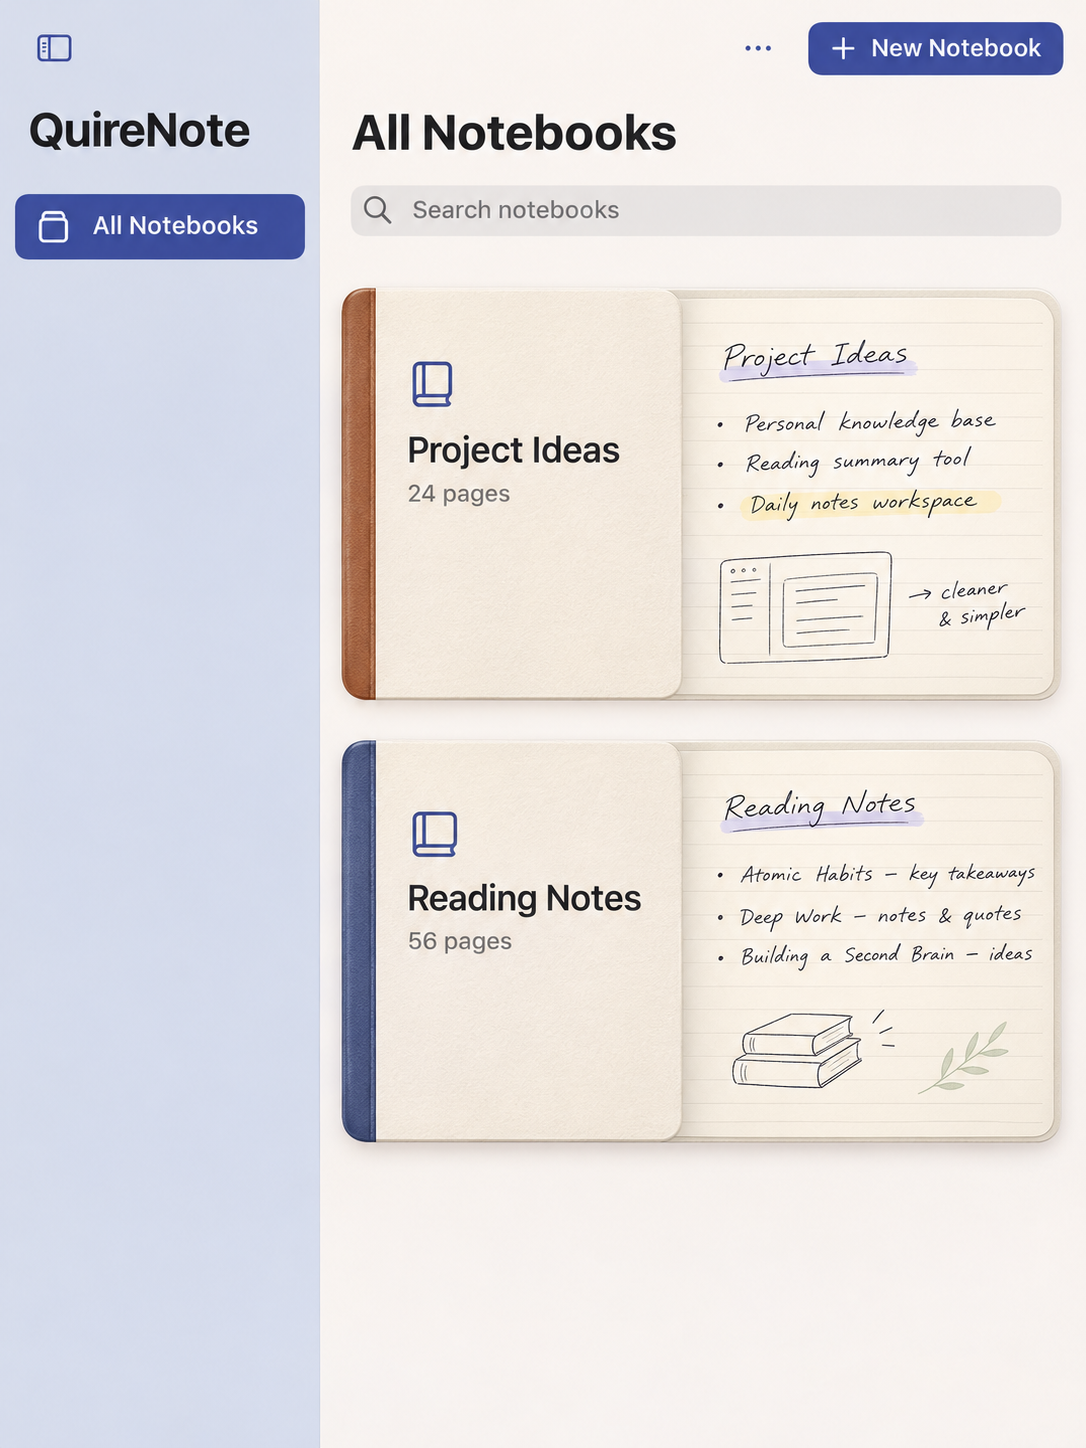 QuireNote
All Notebooks
New Notebook
All Notebooks
Search notebooks
Project Ideas
24 pages
Project Ideas
• Personal knowledge base
• Reading summary tool
• Daily notes workspace
→ cleaner
& simpler
Reading Notes
56 pages
Reading Notes
• Atomic Habits – key takeaways
• Deep Work – notes & quotes
• Building a Second Brain – ideas